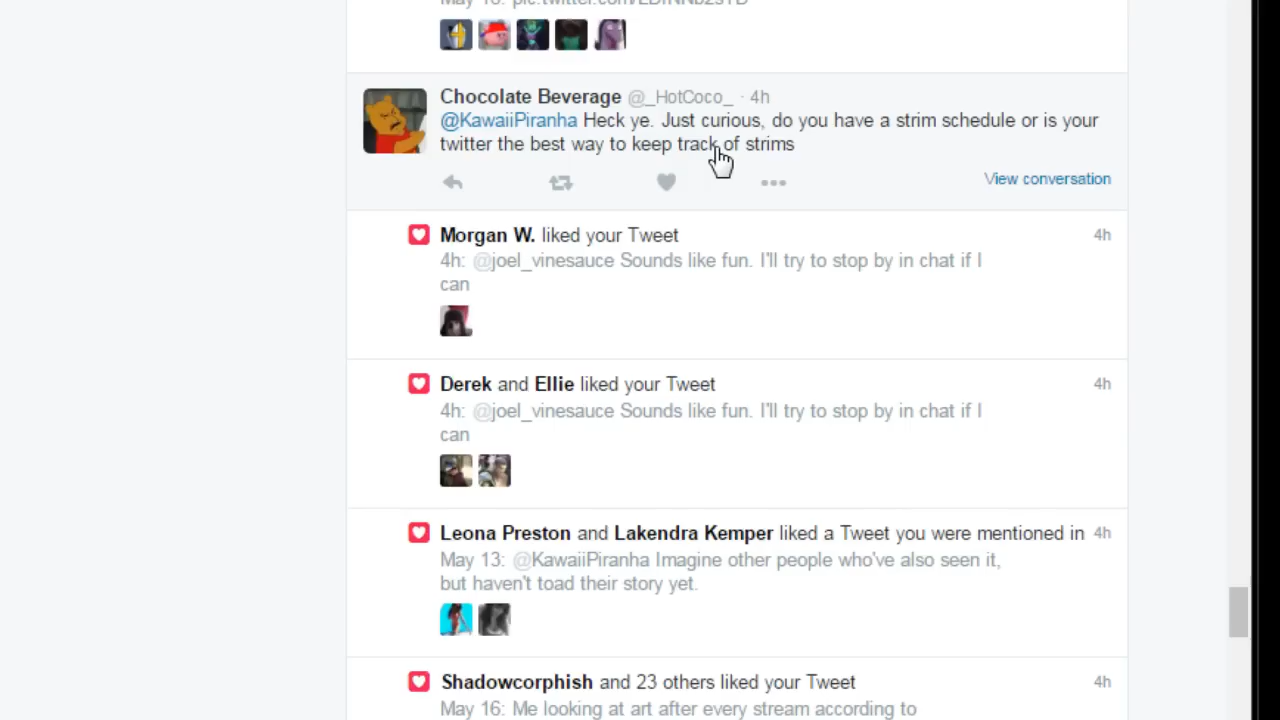 Chocolate Beverage @_HotCoco_ · 4h
@KawaiiPiranha Heck ye. Just curious, do you have a strim schedule or is your
twitter the best way to keep track of strims
View conversation
Morgan W. liked your Tweet 4h
4h: @joel_vinesauce Sounds like fun. I'll try to stop by in chat if I
can
Derek and Ellie liked your Tweet 4h
4h: @joel_vinesauce Sounds like fun. I'll try to stop by in chat if I
can
Leona Preston and Lakendra Kemper liked a Tweet you were mentioned in 4h
May 13: @KawaiiPiranha Imagine other people who've also seen it,
but haven't toad their story yet.
Shadowcorphish and 23 others liked your Tweet 4h
May 16: Me looking at art after every stream according to